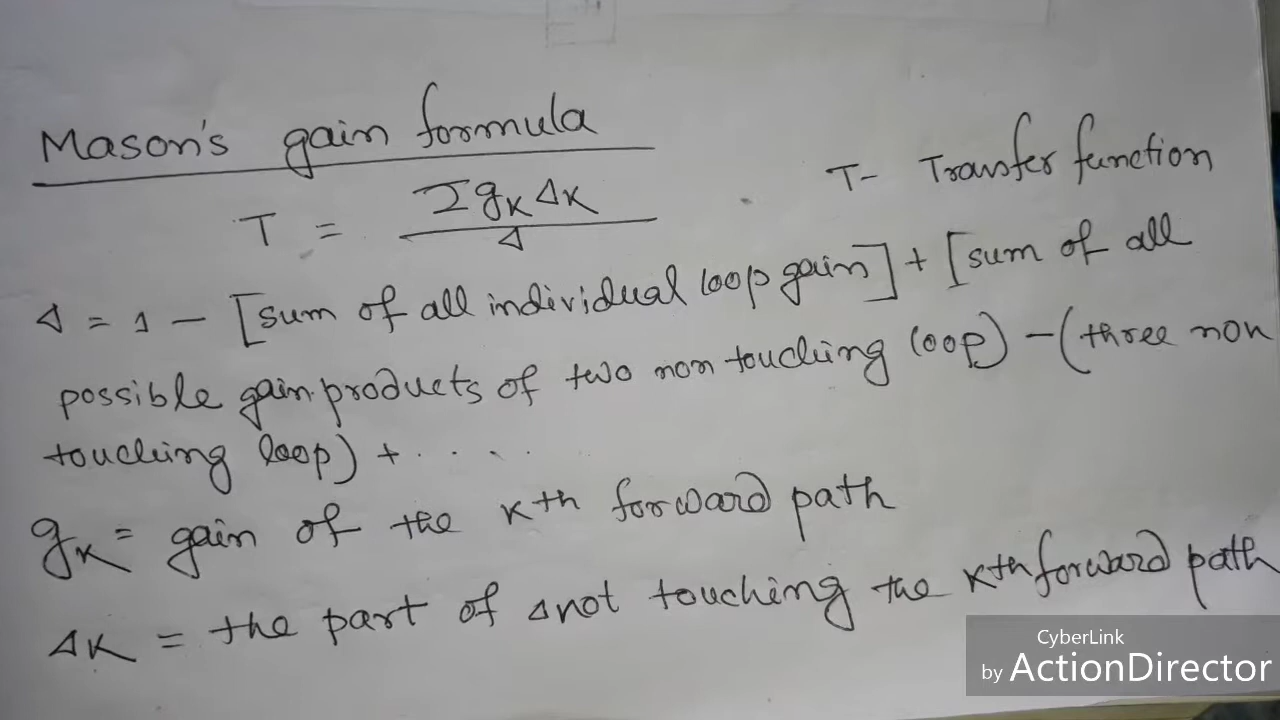 Mason's gain formula
T = Σ gK ΔK / Δ
T- Transfer function
Δ = 1 - [sum of all individual loop gain] + [sum of all
possible gain products of two non touching loop) - (three non
touching loop) + . . . .
gK = gain of the Kth forward path
ΔK = the part of Δ not touching the Kth forward path
CyberLink
by ActionDirector